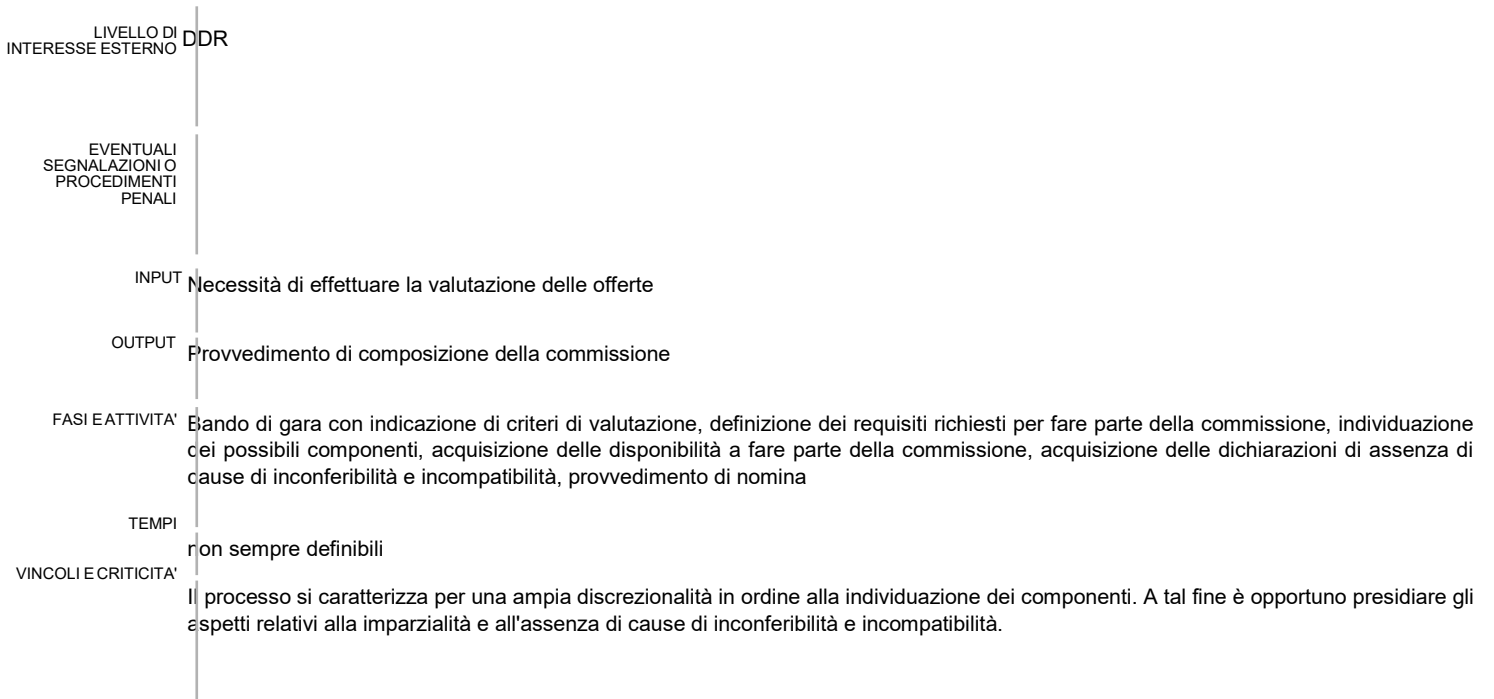 LIVELLO DI
INTERESSE ESTERNO
DDR
EVENTUALI
SEGNALAZIONI O
PROCEDIMENTI
PENALI
INPUT
Necessità di effettuare la valutazione delle offerte
OUTPUT
Provvedimento di composizione della commissione
FASI E ATTIVITA'
Bando di gara con indicazione di criteri di valutazione, definizione dei requisiti richiesti per fare parte della commissione, individuazione
dei possibili componenti, acquisizione delle disponibilità a fare parte della commissione, acquisizione delle dichiarazioni di assenza di
cause di inconferibilità e incompatibilità, provvedimento di nomina
TEMPI
non sempre definibili
VINCOLI E CRITICITA'
Il processo si caratterizza per una ampia discrezionalità in ordine alla individuazione dei componenti. A tal fine è opportuno presidiare gli
aspetti relativi alla imparzialità e all'assenza di cause di inconferibilità e incompatibilità.